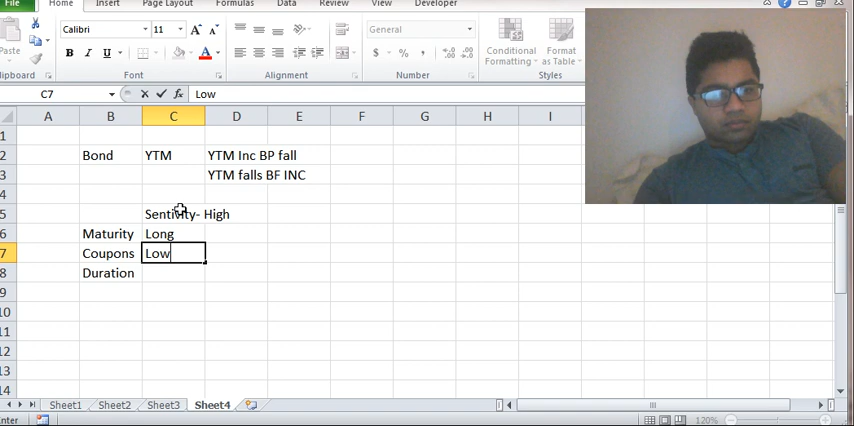 File Home Insert Page Layout Formulas Data Review View Developer
Calibri 11 A A General
Paste B I U A $ % , Conditional Formatting Format as Table
Clipboard Font Alignment Number Styles
C7 fx Low
A B C D E F G H I
1
2 Bond YTM YTM Inc BP fall
3 YTM falls BF INC
4
5 Sentivity- High
6 Maturity Long
7 Coupons Low
8 Duration
9
10
11
12
13
14
Sheet1 Sheet2 Sheet3 Sheet4
Enter 120%